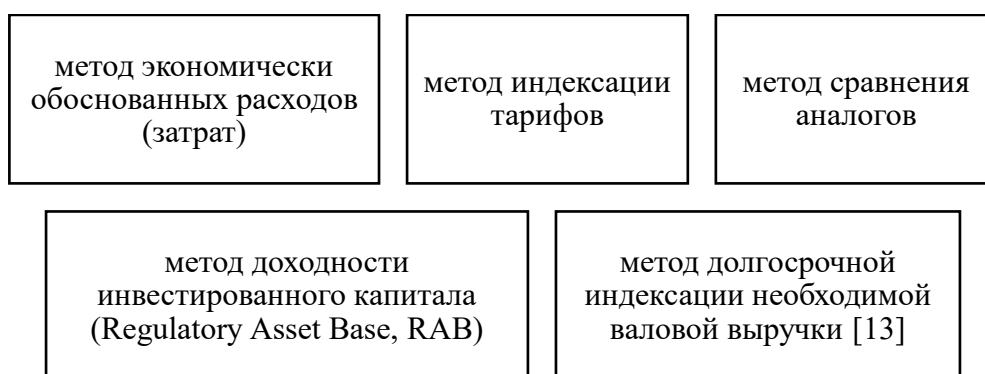 метод экономически
обоснованных расходов
(затрат)
метод индексации
тарифов
метод сравнения
аналогов
метод доходности
инвестированного капитала
(Regulatory Asset Base, RAB)
метод долгосрочной
индексации необходимой
валовой выручки [13]